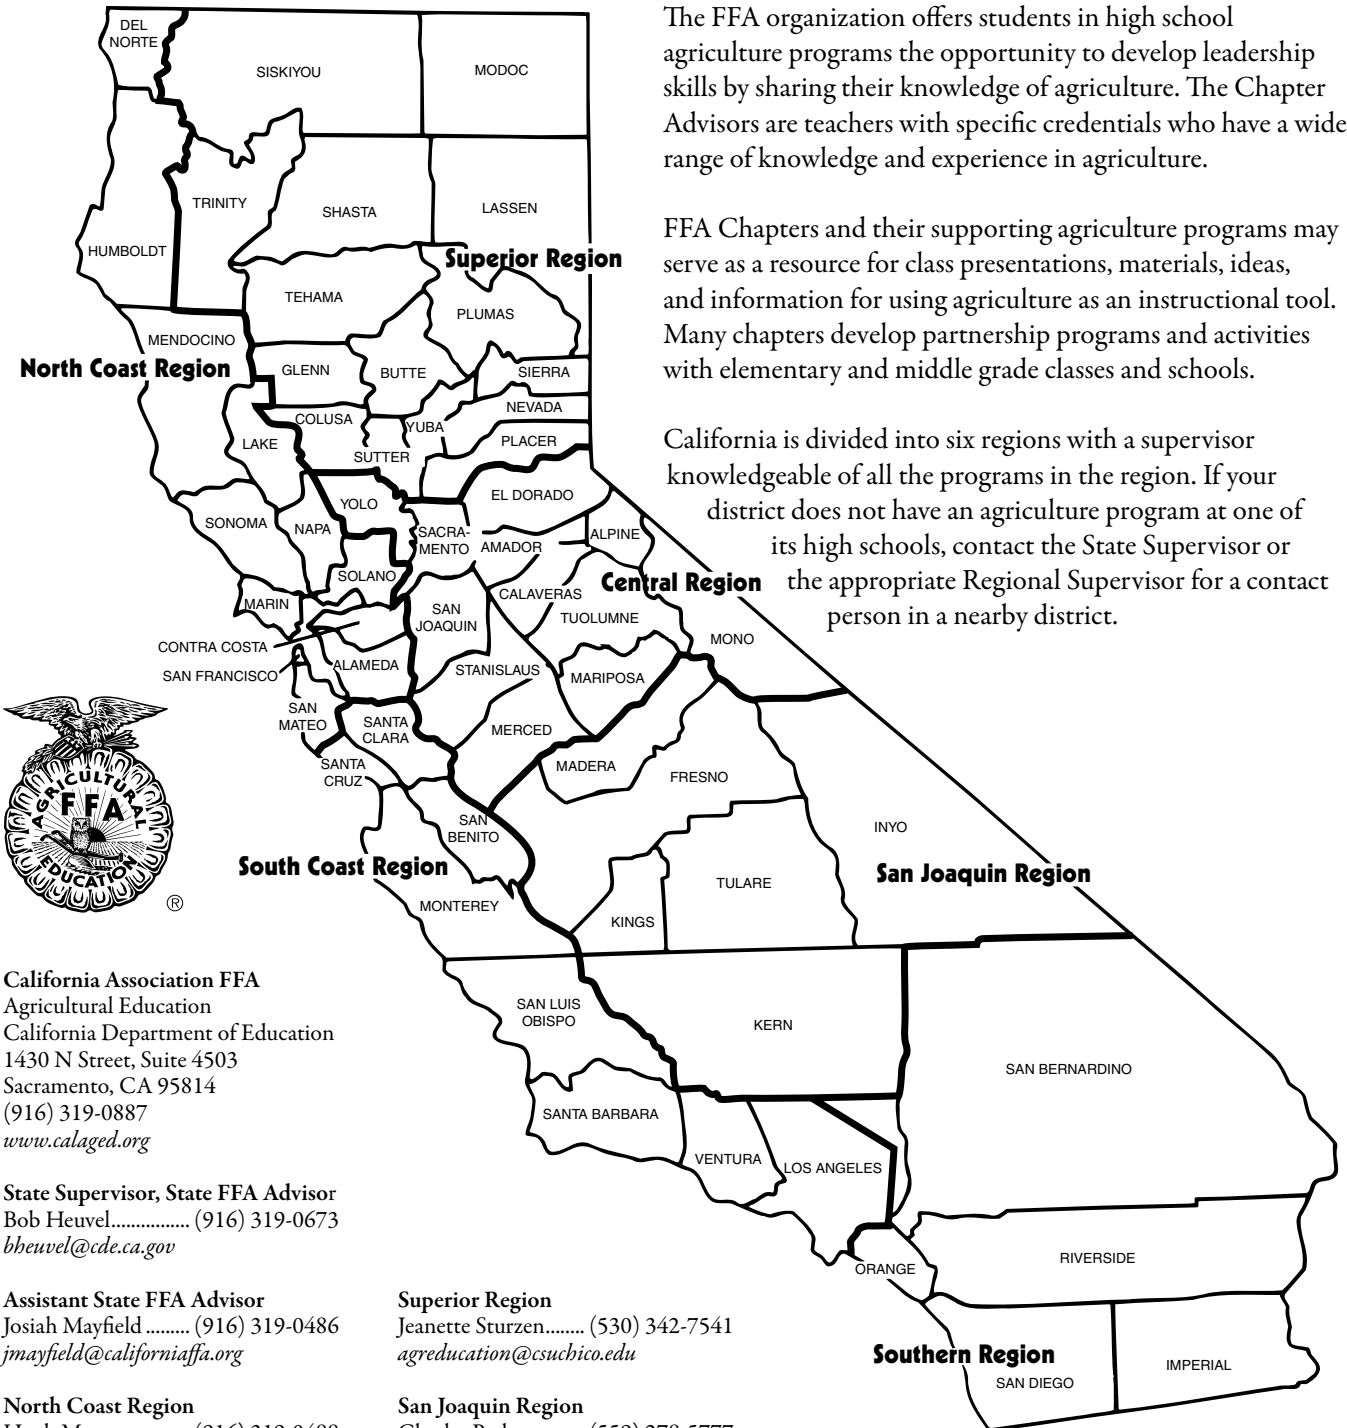 The FFA organization offers students in high school
agriculture programs the opportunity to develop leadership
skills by sharing their knowledge of agriculture. The Chapter
Advisors are teachers with specific credentials who have a wide
range of knowledge and experience in agriculture.
FFA Chapters and their supporting agriculture programs may
serve as a resource for class presentations, materials, ideas,
and information for using agriculture as an instructional tool.
Many chapters develop partnership programs and activities
with elementary and middle grade classes and schools.
California is divided into six regions with a supervisor
knowledgeable of all the programs in the region. If your
district does not have an agriculture program at one of
its high schools, contact the State Supervisor or
the appropriate Regional Supervisor for a contact
person in a nearby district.
DEL
NORTE
SISKIYOU
MODOC
TRINITY
SHASTA
LASSEN
HUMBOLDT
Superior Region
TEHAMA
PLUMAS
MENDOCINO
North Coast Region
GLENN
BUTTE
SIERRA
NEVADA
COLUSA
YUBA
PLACER
LAKE
SUTTER
EL DORADO
YOLO
SONOMA
NAPA
SACRA-
MENTO
ALPINE
AMADOR
SOLANO
Central Region
CALAVERAS
MARIN
SAN
JOAQUIN
TUOLUMNE
MONO
CONTRA COSTA
SAN FRANCISCO
ALAMEDA
STANISLAUS
MARIPOSA
SAN
MATEO
SANTA
CLARA
MERCED
SANTA
CRUZ
MADERA
FRESNO
SAN
BENITO
INYO
South Coast Region
San Joaquin Region
TULARE
MONTEREY
KINGS
SAN LUIS
OBISPO
KERN
SAN BERNARDINO
SANTA BARBARA
VENTURA
LOS ANGELES
ORANGE
RIVERSIDE
Southern Region
SAN DIEGO
IMPERIAL
AGRICULTURAL
FFA
EDUCATION
®
California Association FFA
Agricultural Education
California Department of Education
1430 N Street, Suite 4503
Sacramento, CA 95814
(916) 319-0887
www.calaged.org
State Supervisor, State FFA Advisor
Bob Heuvel............... (916) 319-0673
bheuvel@cde.ca.gov
Assistant State FFA Advisor
Josiah Mayfield ......... (916) 319-0486
jmayfield@californiaffa.org
North Coast Region
Superior Region
Jeanette Sturzen........ (530) 342-7541
agreducation@csuchico.edu
San Joaquin Region